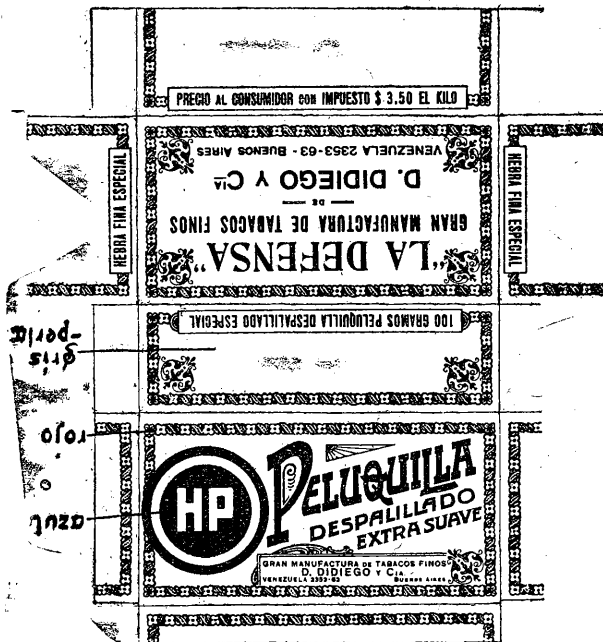 PRECIO AL CONSUMIDOR con IMPUESTO $ 3.50 EL KILO
HEBRA FINA ESPECIAL
"LA DEFENSA"
GRAN MANUFACTURA DE TABACOS FINOS
DE
D. DIDIEGO Y Cia
VENEZUELA 2353-63 - BUENOS AIRES
HEBRA FINA ESPECIAL
100 GRAMOS PELUQUILLA DESPALILLADO ESPECIAL
gris
-perla
rojo
azul
HP
PELUQUILLA
DESPALILLADO
EXTRA SUAVE
GRAN MANUFACTURA DE TABACOS FINOS
D. DIDIEGO Y Cia.
VENEZUELA 2353-63 BUENOS AIRES